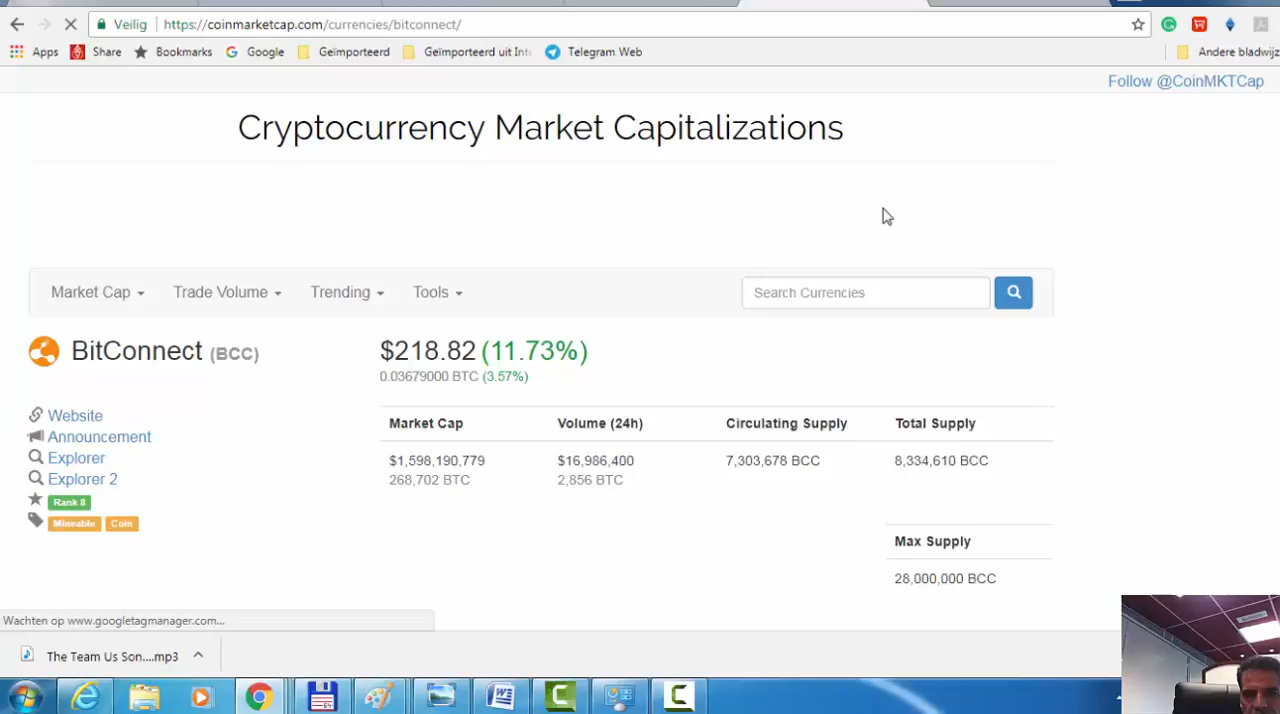 Veilig https://coinmarketcap.com/currencies/bitconnect/
Apps Share Bookmarks Google Geïmporteerd Geïmporteerd uit Int Telegram Web Andere bladwijz
Follow @CoinMKTCap
Cryptocurrency Market Capitalizations
Market Cap Trade Volume Trending Tools Search Currencies
BitConnect (BCC) $218.82 (11.73%)
0.03679000 BTC (3.57%)
Website
Announcement
Explorer
Explorer 2
Rank 8
Mineable Coin
Market Cap Volume (24h) Circulating Supply Total Supply
$1,598,190,779 $16,986,400 7,303,678 BCC 8,334,610 BCC
268,702 BTC 2,856 BTC
Max Supply
28,000,000 BCC
Wachten op www.googletagmanager.com...
The Team Us Son....mp3